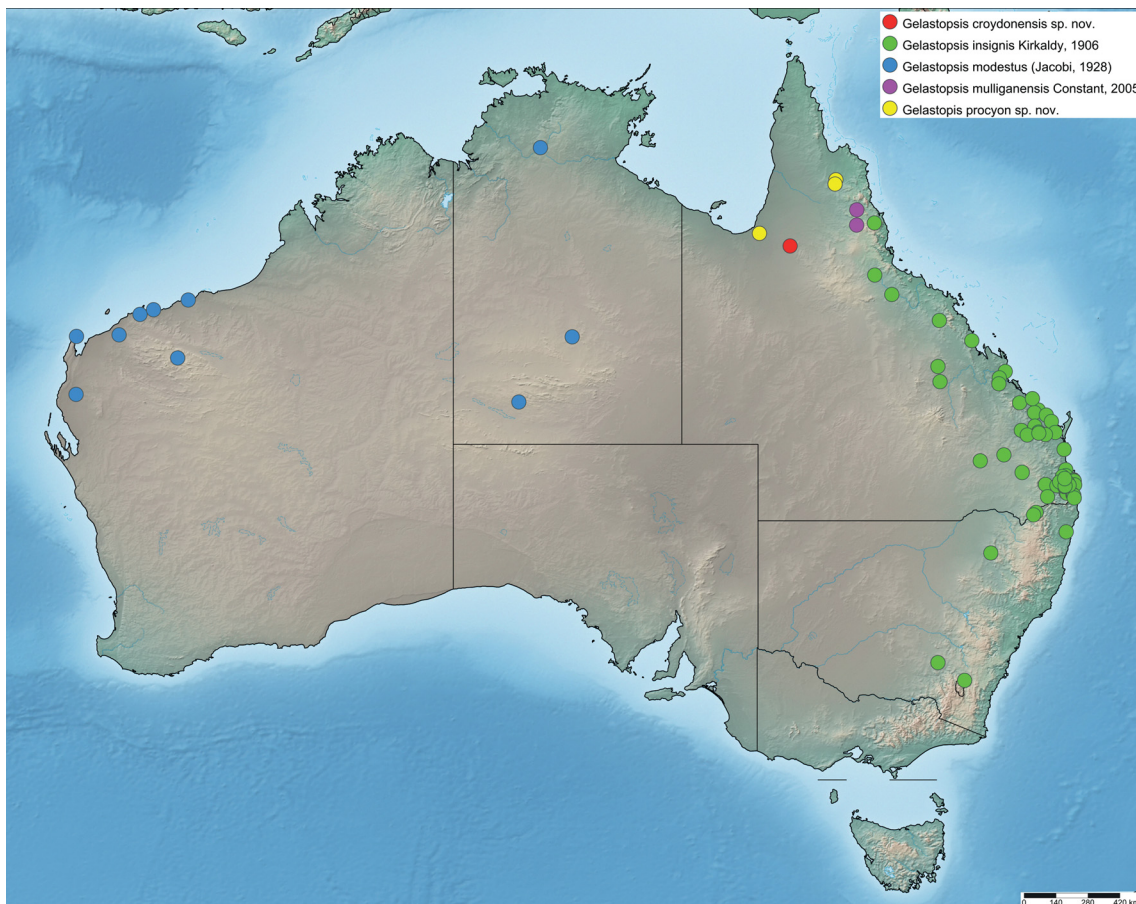 Gelastopsis croydonensis sp. nov.
Gelastopsis insignis Kirkaldy, 1906
Gelastopsis modestus (Jacobi, 1928)
Gelastopsis mulliganensis Constant, 2005
Gelastopis procyon sp. nov.
0 140 280 420 km